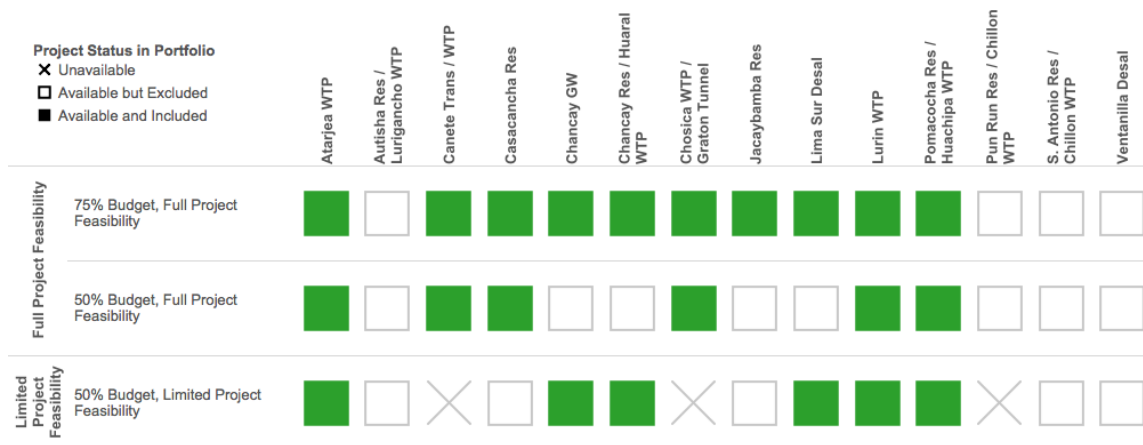 Project Status in Portfolio
Unavailable
Available but Excluded
Available and Included
Atarjea WTP
Autisha Res /
Lurigancho WTP
Canete Trans / WTP
Casacancha Res
Chancay GW
Chancay Res / Huaral
WTP
Chosica WTP /
Graton Tunnel
Jacaybamba Res
Lima Sur Desal
Lurin WTP
Pomacocha Res /
Huachipa WTP
Pun Run Res / Chillon
WTP
S. Antonio Res /
Chillon WTP
Ventanilla Desal
Full Project Feasibility
75% Budget, Full Project
Feasibility
50% Budget, Full Project
Feasibility
Limited
Project
Feasibility
50% Budget, Limited Project
Feasibility